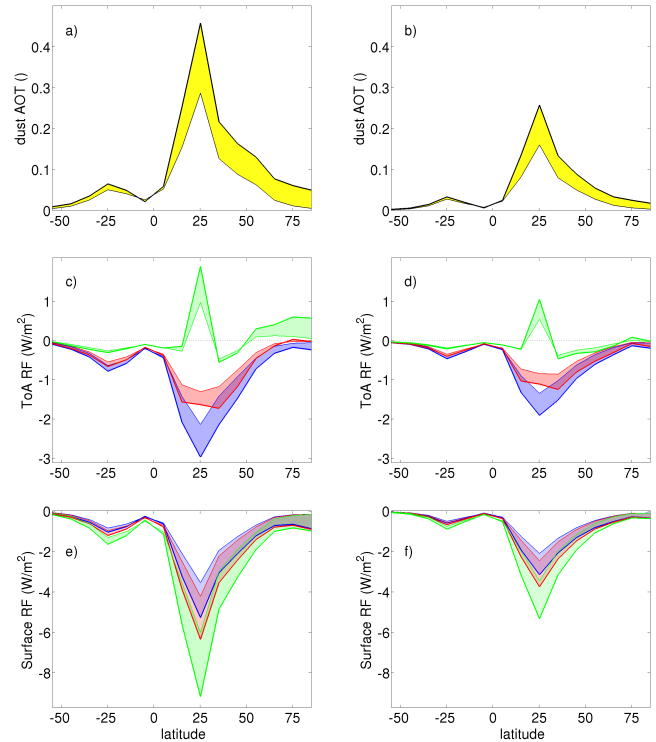 a)
dust AOT ()
0.4
0.3
0.2
0.1
0
-50 -25 0 25 50 75
b)
dust AOT ()
0.4
0.3
0.2
0.1
0
-50 -25 0 25 50 75
c)
ToA RF (W/m²)
1
0
-1
-2
-3
-50 -25 0 25 50 75
d)
ToA RF (W/m²)
1
0
-1
-2
-3
-50 -25 0 25 50 75
e)
Surface RF (W/m²)
0
-2
-4
-6
-8
-50 -25 0 25 50 75
latitude
f)
Surface RF (W/m²)
0
-2
-4
-6
-8
-50 -25 0 25 50 75
latitude